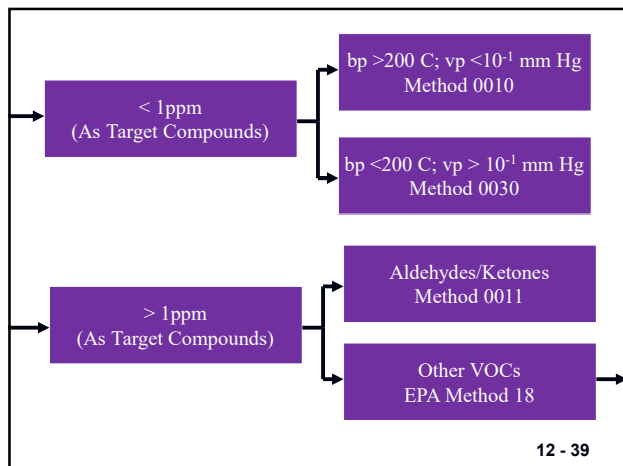 bp >200 C; vp <10⁻¹ mm Hg
Method 0010
< 1ppm
(As Target Compounds)
bp <200 C; vp > 10⁻¹ mm Hg
Method 0030
Aldehydes/Ketones
Method 0011
> 1ppm
(As Target Compounds)
Other VOCs
EPA Method 18
12 - 39